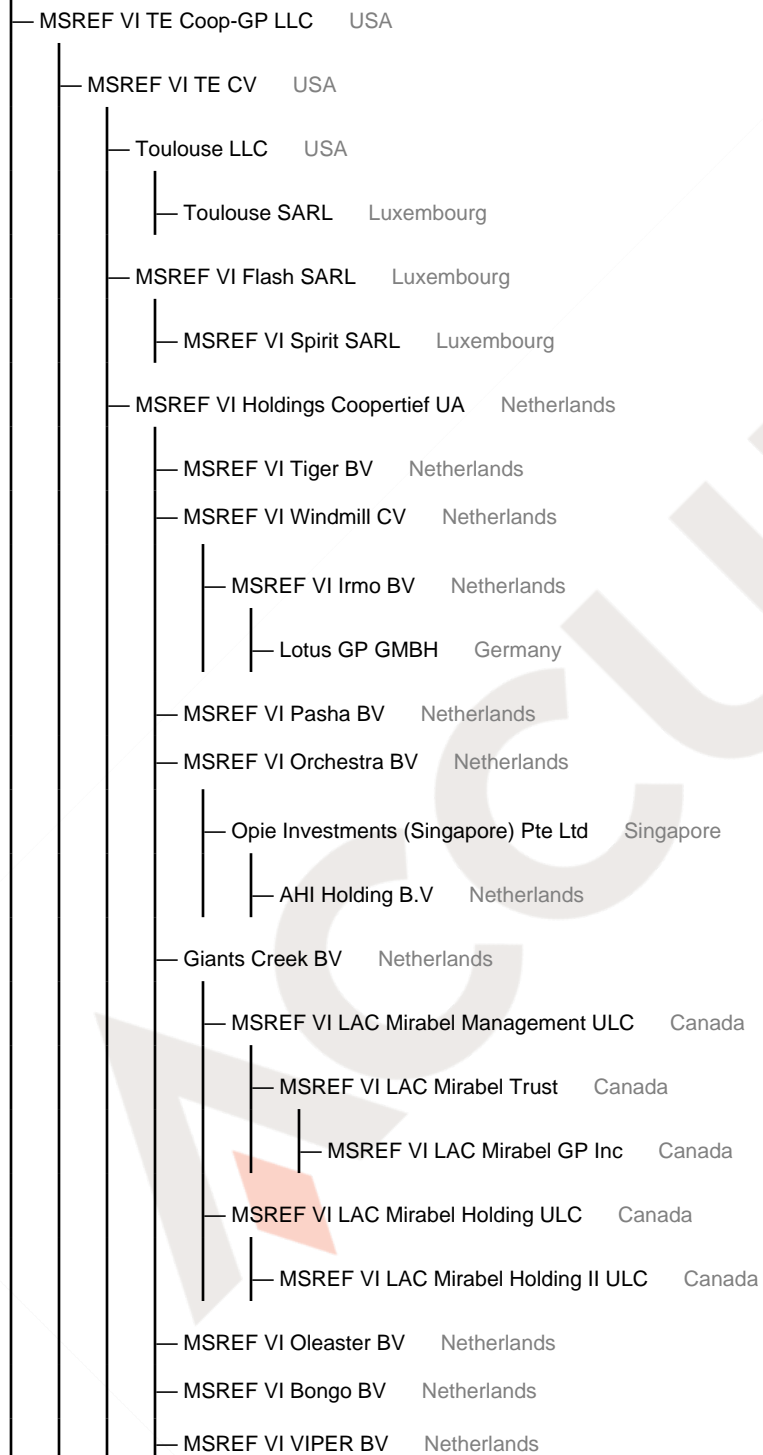 MSREF VI TE Coop-GP LLC USA
MSREF VI TE CV USA
Toulouse LLC USA
Toulouse SARL Luxembourg
MSREF VI Flash SARL Luxembourg
MSREF VI Spirit SARL Luxembourg
MSREF VI Holdings Coopertief UA Netherlands
MSREF VI Tiger BV Netherlands
MSREF VI Windmill CV Netherlands
MSREF VI Irmo BV Netherlands
Lotus GP GMBH Germany
MSREF VI Pasha BV Netherlands
MSREF VI Orchestra BV Netherlands
Opie Investments (Singapore) Pte Ltd Singapore
AHI Holding B.V Netherlands
Giants Creek BV Netherlands
MSREF VI LAC Mirabel Management ULC Canada
MSREF VI LAC Mirabel Trust Canada
MSREF VI LAC Mirabel GP Inc Canada
MSREF VI LAC Mirabel Holding ULC Canada
MSREF VI LAC Mirabel Holding II ULC Canada
MSREF VI Oleaster BV Netherlands
MSREF VI Bongo BV Netherlands
MSREF VI VIPER BV Netherlands